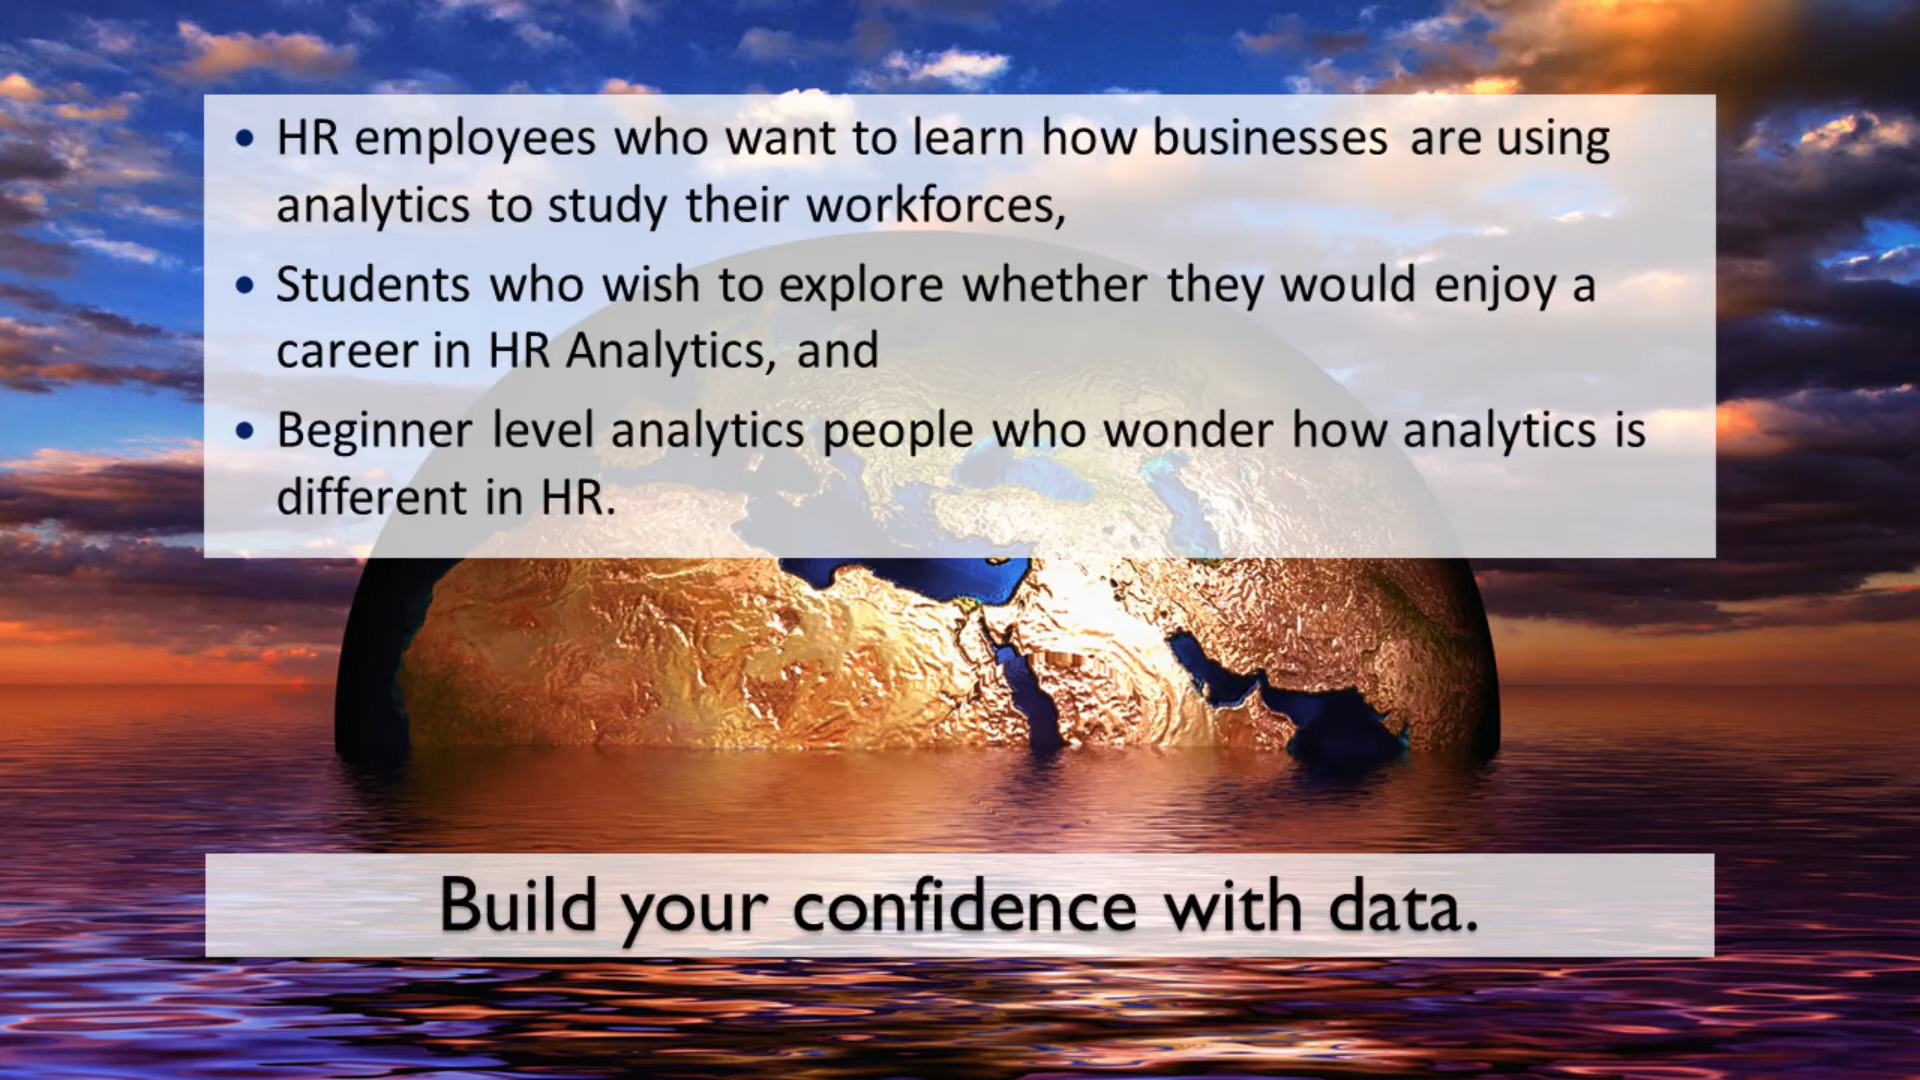 • HR employees who want to learn how businesses are using
analytics to study their workforces,
• Students who wish to explore whether they would enjoy a
career in HR Analytics, and
• Beginner level analytics people who wonder how analytics is
different in HR.
Build your confidence with data.